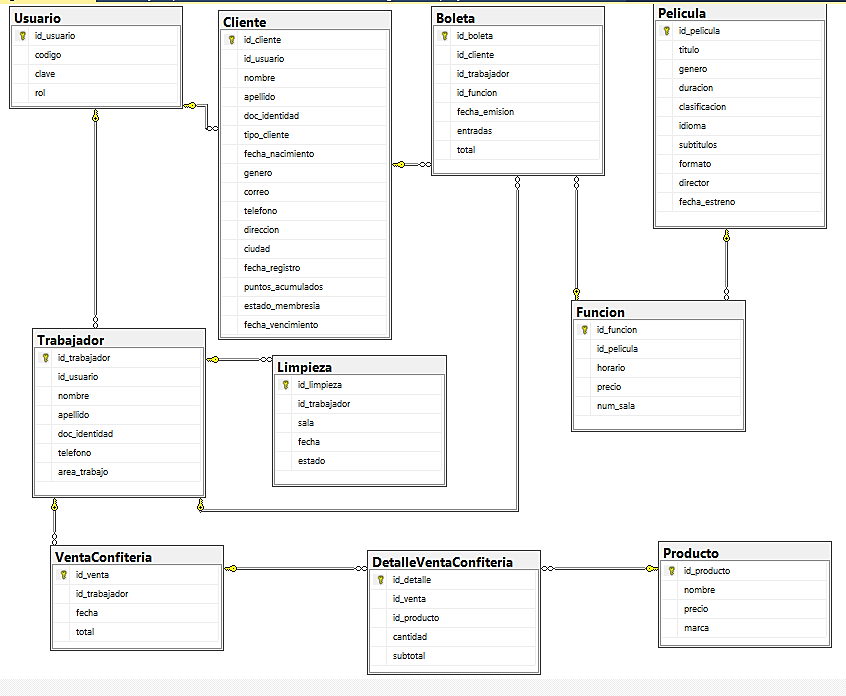 Usuario
id_usuario
codigo
clave
rol
Cliente
id_cliente
id_usuario
nombre
apellido
doc_identidad
tipo_cliente
fecha_nacimiento
genero
correo
telefono
direccion
ciudad
fecha_registro
puntos_acumulados
estado_membresia
fecha_vencimiento
Boleta
id_boleta
id_cliente
id_trabajador
id_funcion
fecha_emision
entradas
total
Pelicula
id_pelicula
titulo
genero
duracion
clasificacion
idioma
subtitulos
formato
director
fecha_estreno
Trabajador
id_trabajador
id_usuario
nombre
apellido
doc_identidad
telefono
area_trabajo
Limpieza
id_limpieza
id_trabajador
sala
fecha
estado
Funcion
id_funcion
id_pelicula
horario
precio
num_sala
VentaConfiteria
id_venta
id_trabajador
fecha
total
DetalleVentaConfiteria
id_detalle
id_venta
id_producto
cantidad
subtotal
Producto
id_producto
nombre
precio
marca